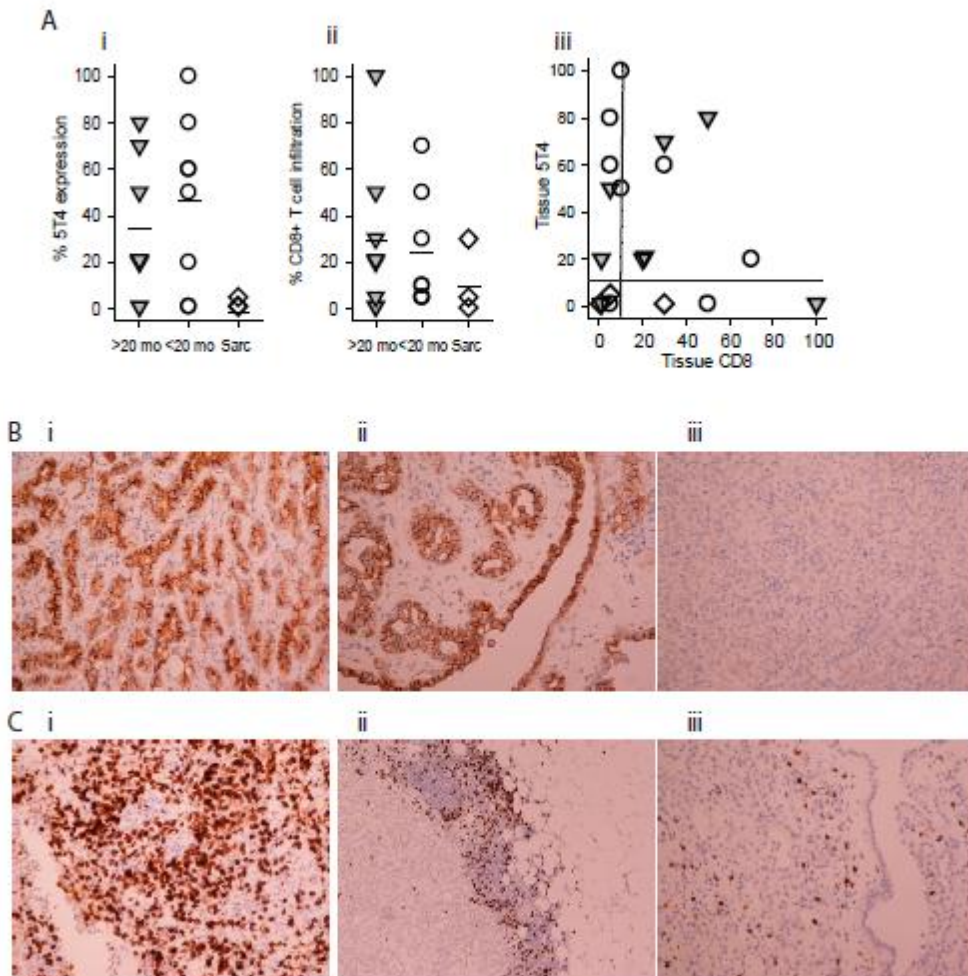 A
i
ii
iii
% 5T4 expression
100
80
60
40
20
0
>20 mo <20 mo Sarc
% CD8+ T cell infiltration
100
80
60
40
20
0
>20 mo <20 mo Sarc
Tissue 5T4
100
80
60
40
20
0
0 20 40 60 80 100
Tissue CD8
B i ii iii
C i ii iii